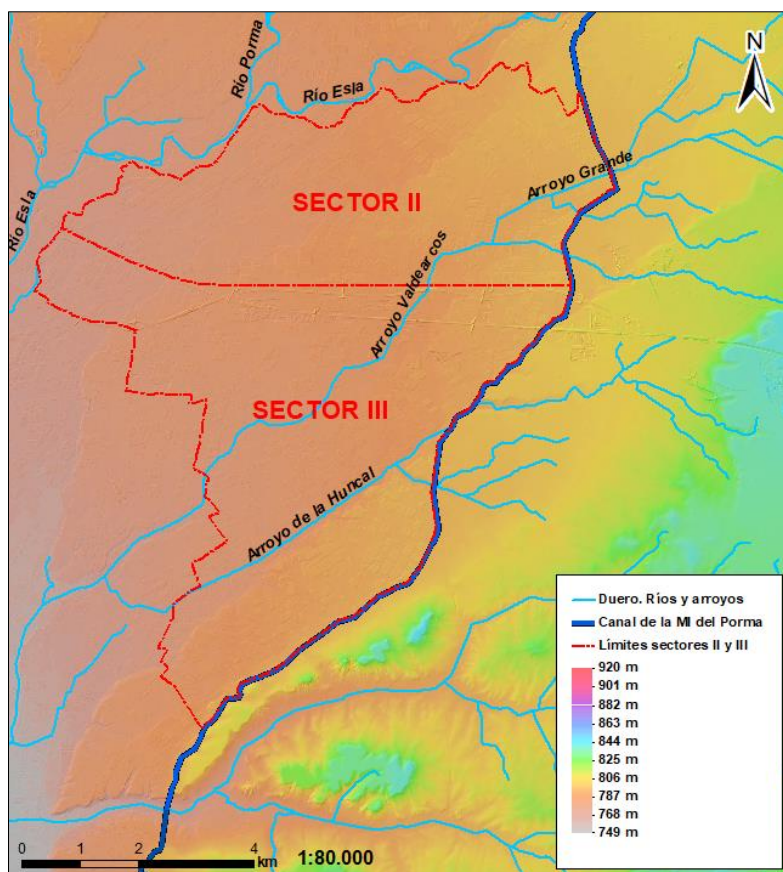 N
Río Porma
Río Esla
Arroyo Grande
SECTOR II
Río Esla
Arroyo Valdearcos
SECTOR III
Arroyo de la Huncal
Duero. Ríos y arroyos
Canal de la MI del Porma
Límites sectores II y III
920 m
901 m
882 m
863 m
844 m
825 m
806 m
787 m
768 m
749 m
0 1 2 4
km
1:80.000